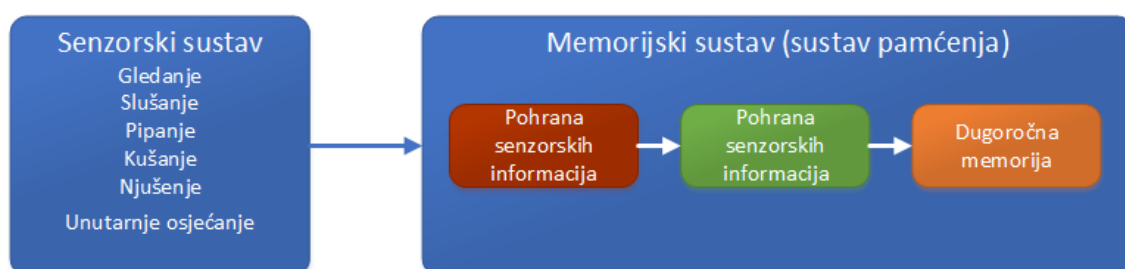 Senzorski sustav
Gledanje
Slušanje
Pipanje
Kušanje
Njušenje
Unutarnje osjećanje
Memorijski sustav (sustav pamćenja)
Pohrana
senzorskih
informacija
Pohrana
senzorskih
informacija
Dugoročna
memorija